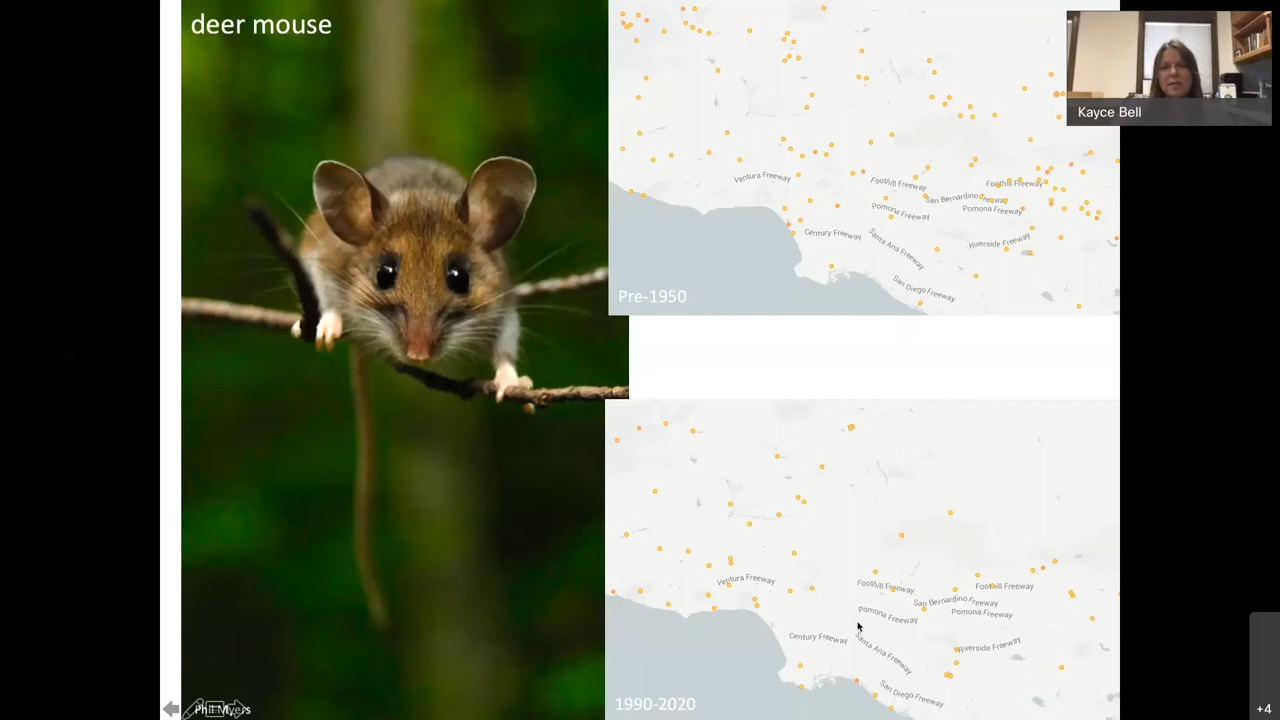 deer mouse
Kayce Bell
Ventura Freeway
Foothill Freeway
Foothill Freeway
San Bernardino Freeway
Pomona Freeway
Pomona Freeway
Century Freeway
Santa Ana Freeway
Riverside Freeway
San Diego Freeway
Pre-1950
Ventura Freeway
Foothill Freeway
Foothill Freeway
San Bernardino Freeway
Pomona Freeway
Pomona Freeway
Century Freeway
Santa Ana Freeway
Riverside Freeway
San Diego Freeway
1990-2020
Phil Myers
+4